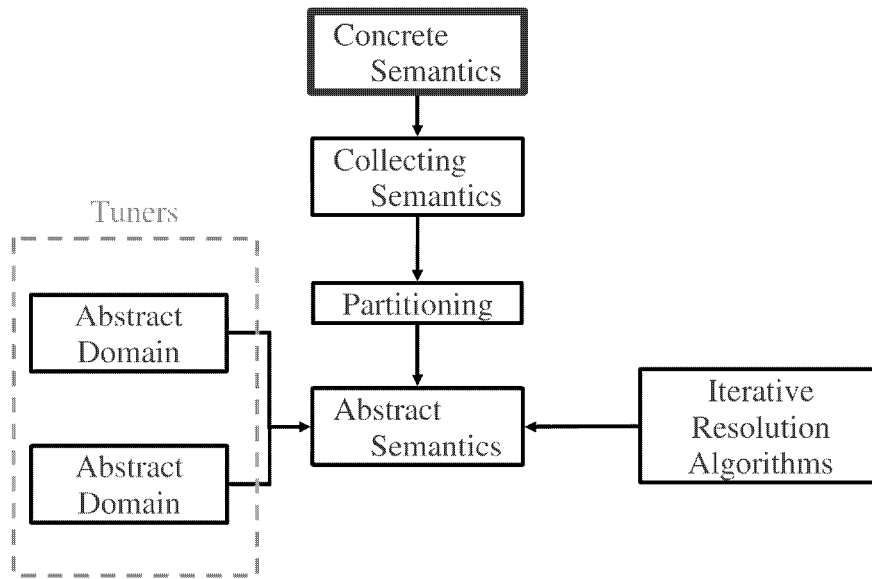 Concrete
Semantics
Collecting
Semantics
Tuners
Partitioning
Abstract
Domain
Abstract
Semantics
Iterative
Resolution
Algorithms
Abstract
Domain